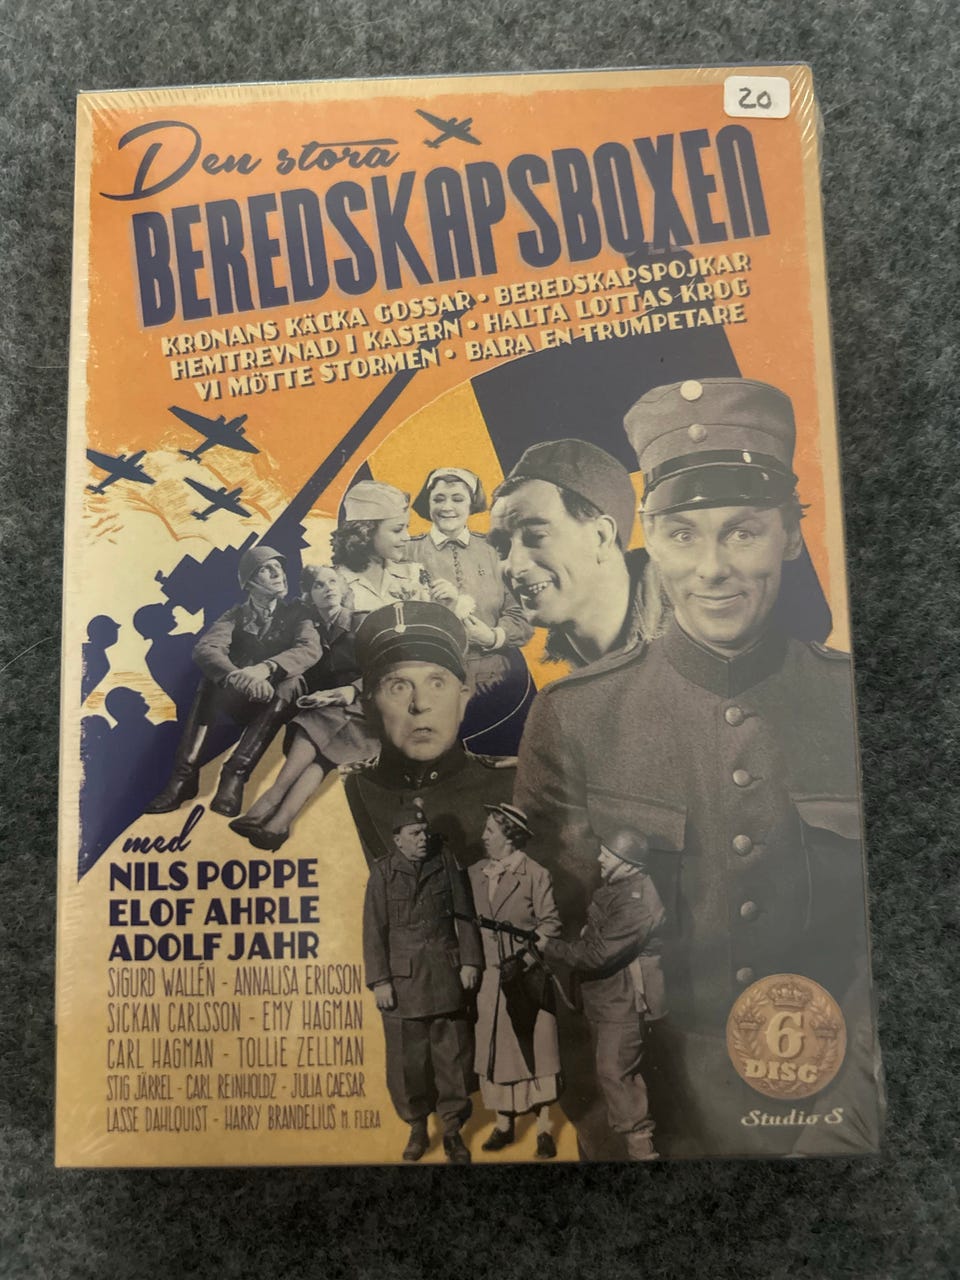 20
Den stora
BEREDSKAPSBOXEN
KRONANS KÄCKA GOSSAR • BEREDSKAPSPOJKAR
HEMTREVNAD I KASERN • HALTA LOTTAS KROG
VI MÖTTE STORMEN • BARA EN TRUMPETARE
med
NILS POPPE
ELOF AHRLE
ADOLF JAHR
SIGURD WALLÉN - ANNALISA ERICSON
SICKAN CARLSSON - EMY HAGMAN
CARL HAGMAN - TOLLIE ZELLMAN
STIG JÄRREL - CARL REINHOLDZ - JULIA CAESAR
LASSE DAHLQUIST - HARRY BRANDELIUS M. FLERA
6
DISC
Studio S